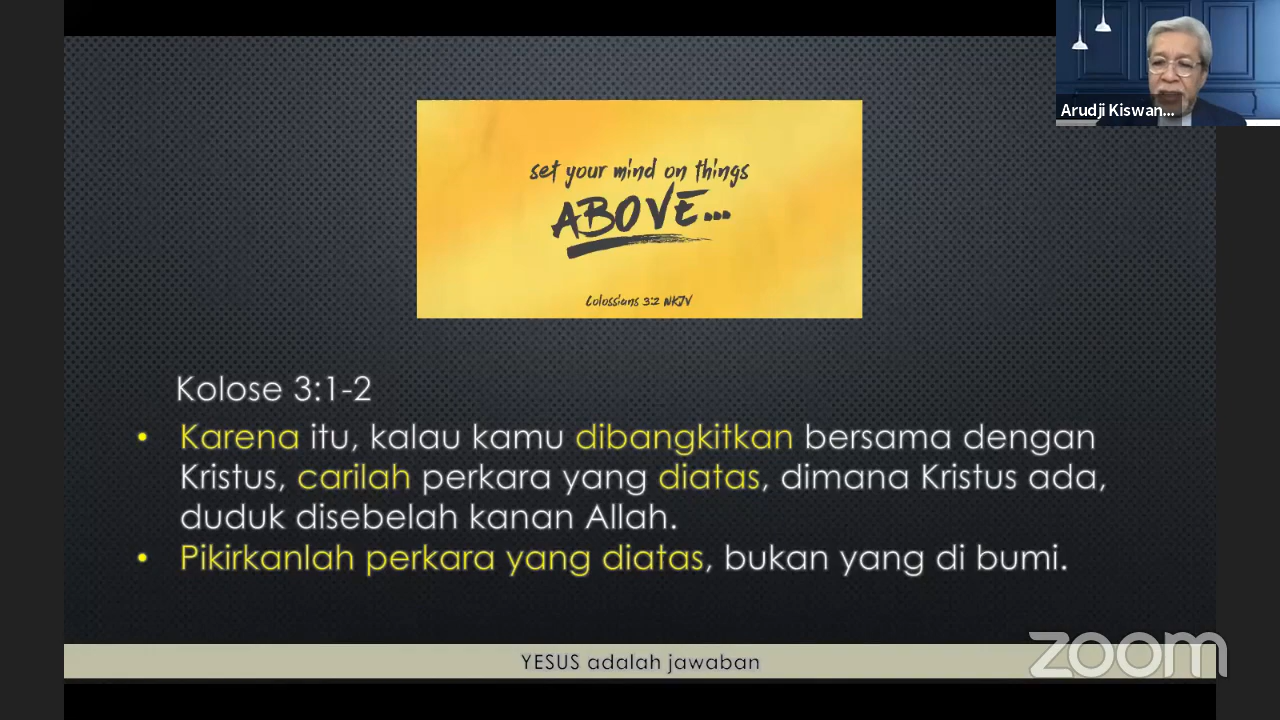 Arudji Kiswan...
set your mind on things
ABOVE...
Colossians 3:2 NKJV
Kolose 3:1-2
• Karena itu, kalau kamu dibangkitkan bersama dengan
Kristus, carilah perkara yang diatas, dimana Kristus ada,
duduk disebelah kanan Allah.
• Pikirkanlah perkara yang diatas, bukan yang di bumi.
YESUS adalah jawaban
zoom